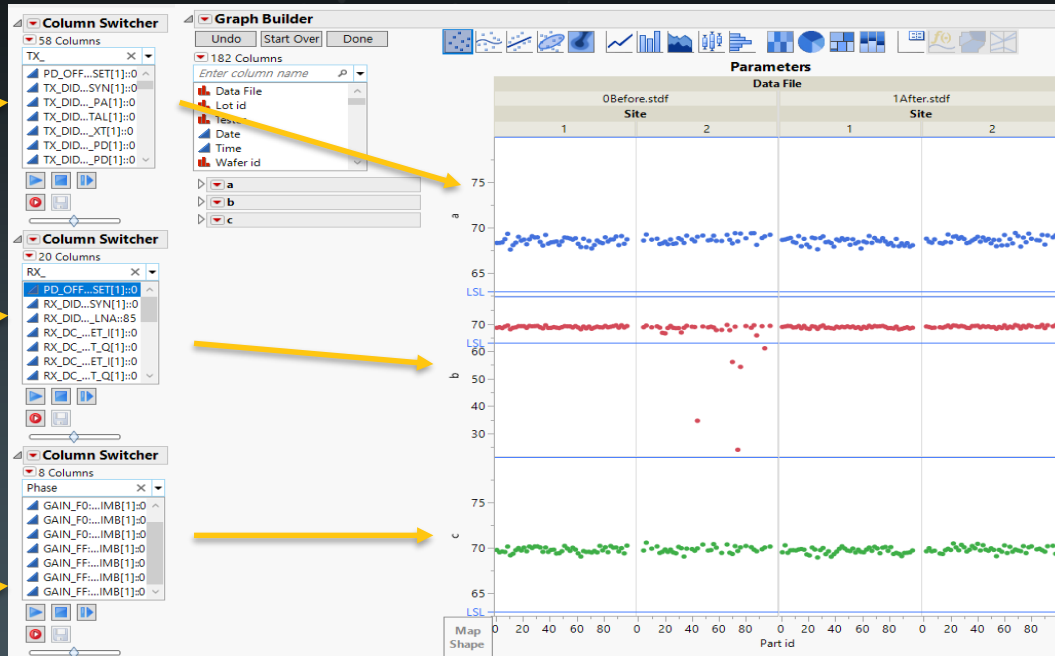 Column Switcher
58 Columns
TX_
PD_OFF...SET[1]::0
TX_DID...SYN[1]::0
TX_DID..._PA[1]::0
TX_DID...TAL[1]::0
TX_DID..._XT[1]::0
TX_DID..._PD[1]::0
TX_DID..._PD[1]::0
Column Switcher
20 Columns
RX_
PD_OFF...SET[1]::0
RX_DID...SYN[1]::0
RX_DID..._LNA::85
RX_DC_...ET_I[1]::0
RX_DC_...T_Q[1]::0
RX_DC_...ET_I[1]::0
RX_DC_...T_Q[1]::0
Column Switcher
8 Columns
Phase
GAIN_F0:...IMB[1]:0
GAIN_F0:...IMB[1]:0
GAIN_F0:...IMB[1]:0
GAIN_FF:...IMB[1]:0
GAIN_FF:...IMB[1]:0
GAIN_FF:...IMB[1]:0
GAIN_FF:...IMB[1]:0
Graph Builder
Undo Start Over Done
182 Columns
Enter column name
Data File
Lot id
Date
Time
Wafer id
a
b
c
Parameters
Data File
0Before.stdf 1After.stdf
Site Site
1 2 1 2
a
75
70
65
LSL
b
70
LSL
60
50
40
30
c
75
70
65
LSL
Map
Shape
0 20 40 60 80 0 20 40 60 80 0 20 40 60 80 0 20 40 60 80
Part id